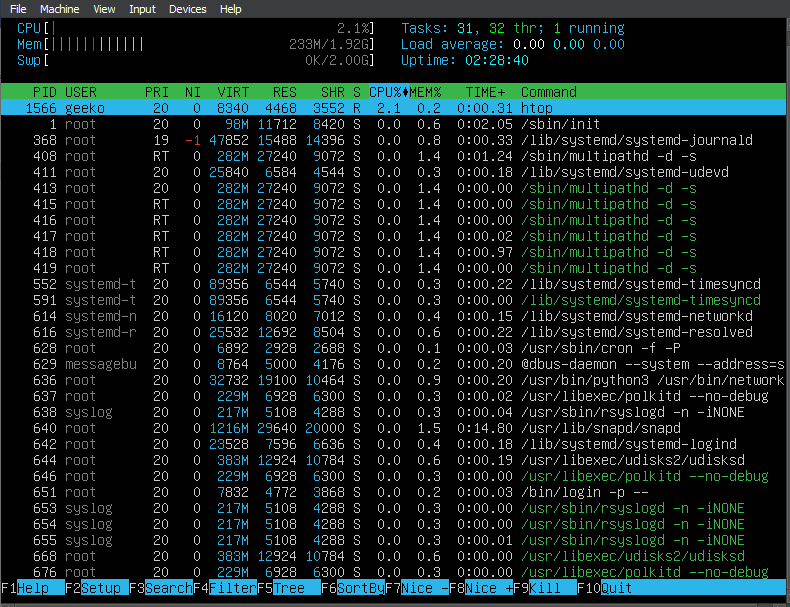 File Machine View Input Devices Help
CPU[| 2.1%] Tasks: 31, 32 thr; 1 running
Mem[|||||||||||| 233M/1.92G] Load average: 0.00 0.00 0.00
Swp[ 0K/2.00G] Uptime: 02:28:40
PID USER PRI NI VIRT RES SHR S CPU%♦MEM% TIME+ Command
1566 geeko 20 0 8340 4468 3552 R 2.1 0.2 0:00.31 htop
1 root 20 0 98M 11712 8420 S 0.0 0.6 0:02.05 /sbin/init
368 root 19 -1 47852 15488 14396 S 0.0 0.8 0:00.33 /lib/systemd/systemd-journald
408 root RT 0 282M 27240 9072 S 0.0 1.4 0:01.24 /sbin/multipathd -d -s
411 root 20 0 25840 6584 4544 S 0.0 0.3 0:00.18 /lib/systemd/systemd-udevd
413 root 20 0 282M 27240 9072 S 0.0 1.4 0:00.00 /sbin/multipathd -d -s
415 root RT 0 282M 27240 9072 S 0.0 1.4 0:00.00 /sbin/multipathd -d -s
416 root RT 0 282M 27240 9072 S 0.0 1.4 0:00.00 /sbin/multipathd -d -s
417 root RT 0 282M 27240 9072 S 0.0 1.4 0:00.02 /sbin/multipathd -d -s
418 root RT 0 282M 27240 9072 S 0.0 1.4 0:00.97 /sbin/multipathd -d -s
419 root RT 0 282M 27240 9072 S 0.0 1.4 0:00.00 /sbin/multipathd -d -s
552 systemd-t 20 0 89356 6544 5740 S 0.0 0.3 0:00.22 /lib/systemd/systemd-timesyncd
591 systemd-t 20 0 89356 6544 5740 S 0.0 0.3 0:00.00 /lib/systemd/systemd-timesyncd
614 systemd-n 20 0 16120 8020 7012 S 0.0 0.4 0:00.15 /lib/systemd/systemd-networkd
616 systemd-r 20 0 25532 12692 8504 S 0.0 0.6 0:00.22 /lib/systemd/systemd-resolved
628 root 20 0 6892 2928 2688 S 0.0 0.1 0:00.03 /usr/sbin/cron -f -P
629 messagebu 20 0 8764 5000 4176 S 0.0 0.2 0:00.20 @dbus-daemon --system --address=s
636 root 20 0 32732 19100 10464 S 0.0 0.9 0:00.20 /usr/bin/python3 /usr/bin/network
637 root 20 0 229M 6928 6300 S 0.0 0.3 0:00.02 /usr/libexec/polkitd --no-debug
638 syslog 20 0 217M 5108 4288 S 0.0 0.3 0:00.04 /usr/sbin/rsyslogd -n -iNONE
640 root 20 0 1216M 29640 20000 S 0.0 1.5 0:14.80 /usr/lib/snapd/snapd
642 root 20 0 23528 7596 6636 S 0.0 0.4 0:00.18 /lib/systemd/systemd-logind
644 root 20 0 383M 12924 10784 S 0.0 0.6 0:00.19 /usr/libexec/udisks2/udisksd
646 root 20 0 229M 6928 6300 S 0.0 0.3 0:00.00 /usr/libexec/polkitd --no-debug
651 root 20 0 7832 4772 3868 S 0.0 0.2 0:00.03 /bin/login -p --
653 syslog 20 0 217M 5108 4288 S 0.0 0.3 0:00.00 /usr/sbin/rsyslogd -n -iNONE
654 syslog 20 0 217M 5108 4288 S 0.0 0.3 0:00.00 /usr/sbin/rsyslogd -n -iNONE
655 syslog 20 0 217M 5108 4288 S 0.0 0.3 0:00.01 /usr/sbin/rsyslogd -n -iNONE
668 root 20 0 383M 12924 10784 S 0.0 0.6 0:00.00 /usr/libexec/udisks2/udisksd
676 root 20 0 229M 6928 6300 S 0.0 0.3 0:00.00 /usr/libexec/polkitd --no-debug
F1Help F2Setup F3SearchF4FilterF5Tree F6SortByF7Nice -F8Nice +F9Kill F10Quit